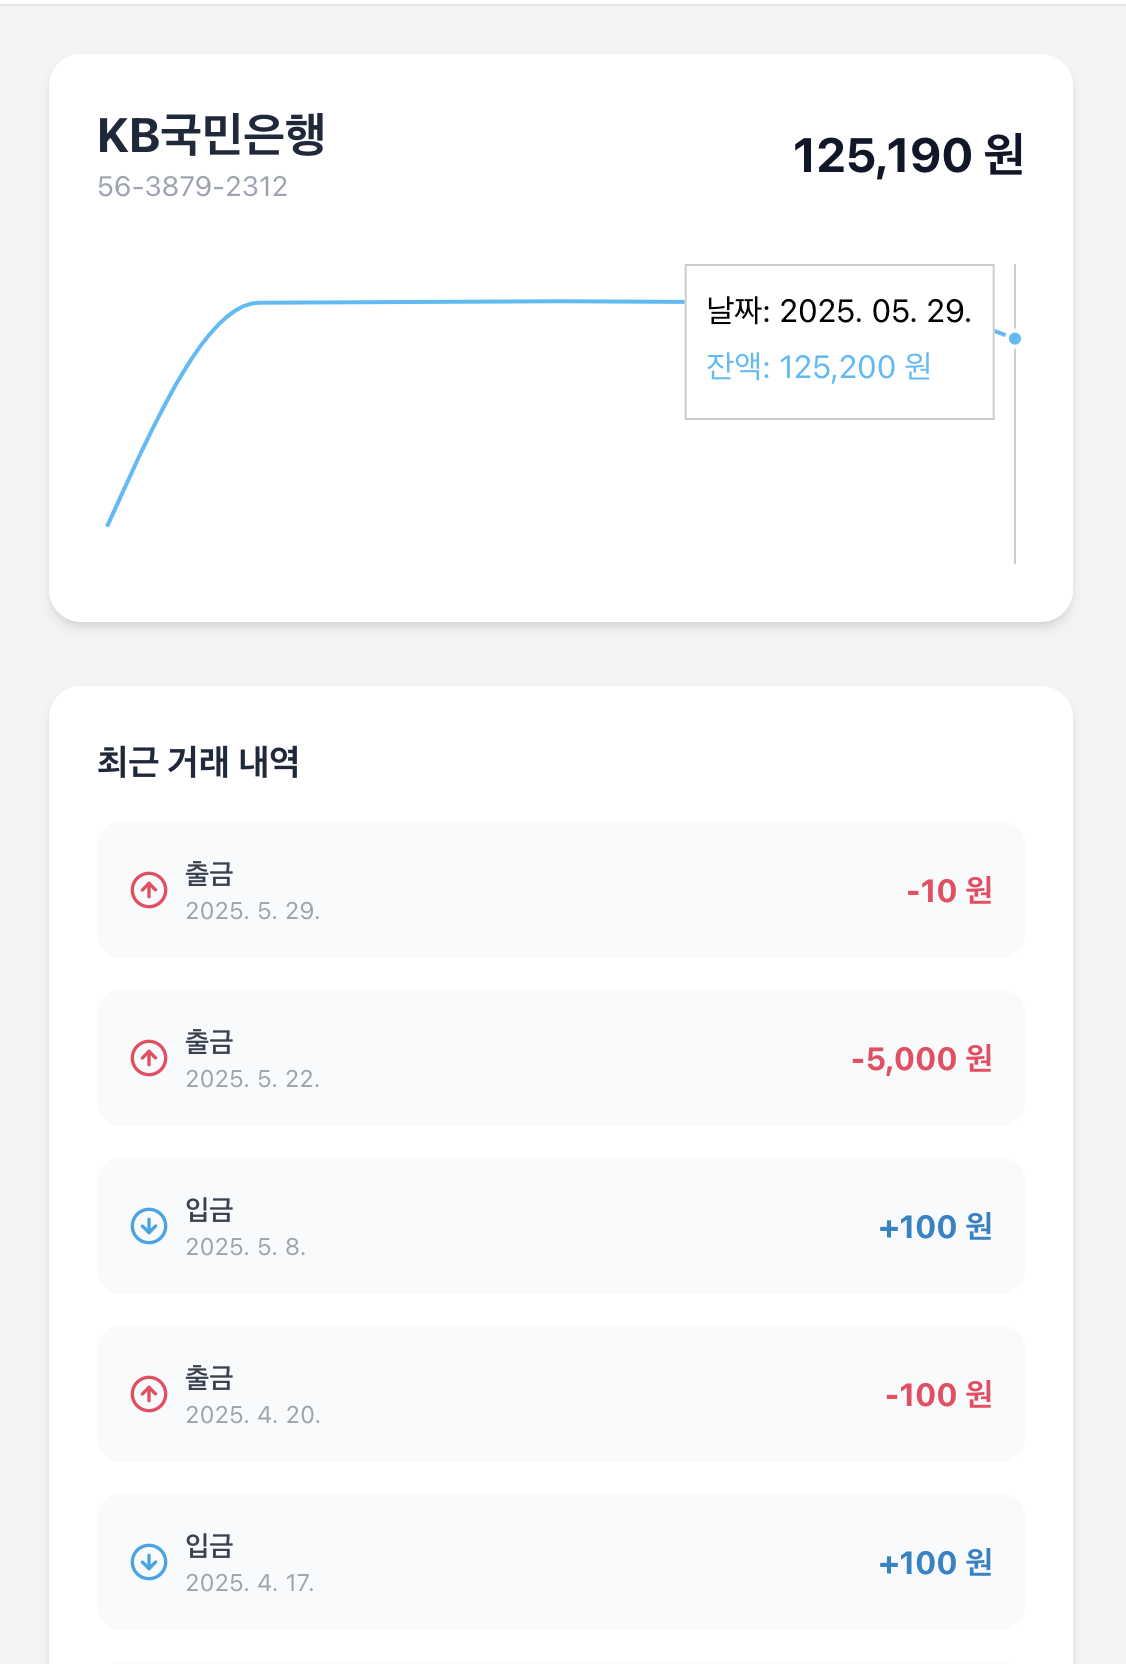 KB국민은행
56-3879-2312
125,190 원
날짜: 2025. 05. 29.
잔액: 125,200 원
최근 거래 내역
출금
2025. 5. 29.
-10 원
출금
2025. 5. 22.
-5,000 원
입금
2025. 5. 8.
+100 원
출금
2025. 4. 20.
-100 원
입금
2025. 4. 17.
+100 원